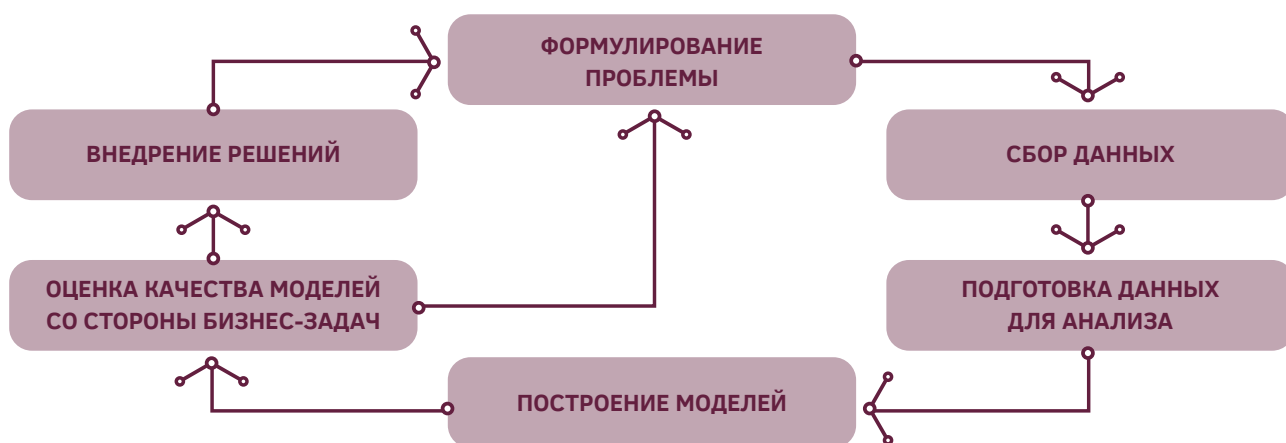 ФОРМУЛИРОВАНИЕ
ПРОБЛЕМЫ
ВНЕДРЕНИЕ РЕШЕНИЙ
СБОР ДАННЫХ
ОЦЕНКА КАЧЕСТВА МОДЕЛЕЙ
СО СТОРОНЫ БИЗНЕС-ЗАДАЧ
ПОДГОТОВКА ДАННЫХ
ДЛЯ АНАЛИЗА
ПОСТРОЕНИЕ МОДЕЛЕЙ